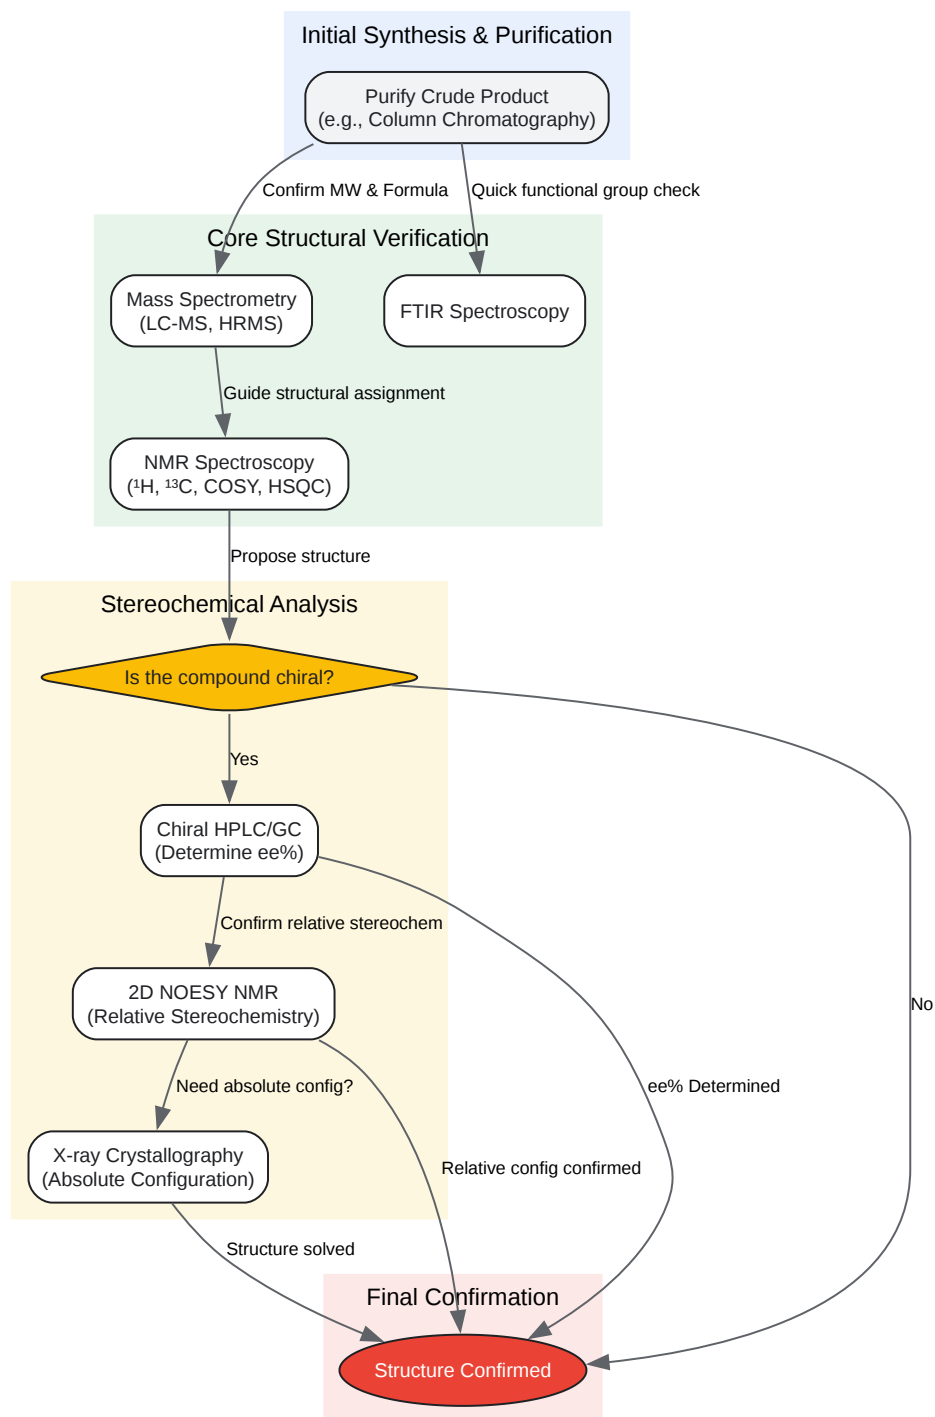 Initial Synthesis & Purification
Purify Crude Product
(e.g., Column Chromatography)
Confirm MW & Formula
Quick functional group check
Core Structural Verification
Mass Spectrometry
(LC-MS, HRMS)
FTIR Spectroscopy
Guide structural assignment
NMR Spectroscopy
(¹H, ¹³C, COSY, HSQC)
Propose structure
Stereochemical Analysis
Is the compound chiral?
Yes
Chiral HPLC/GC
(Determine ee%)
Confirm relative stereochem
2D NOESY NMR
(Relative Stereochemistry)
No
Need absolute config?
ee% Determined
X-ray Crystallography
(Absolute Configuration)
Relative config confirmed
Structure solved
Final Confirmation
Structure Confirmed